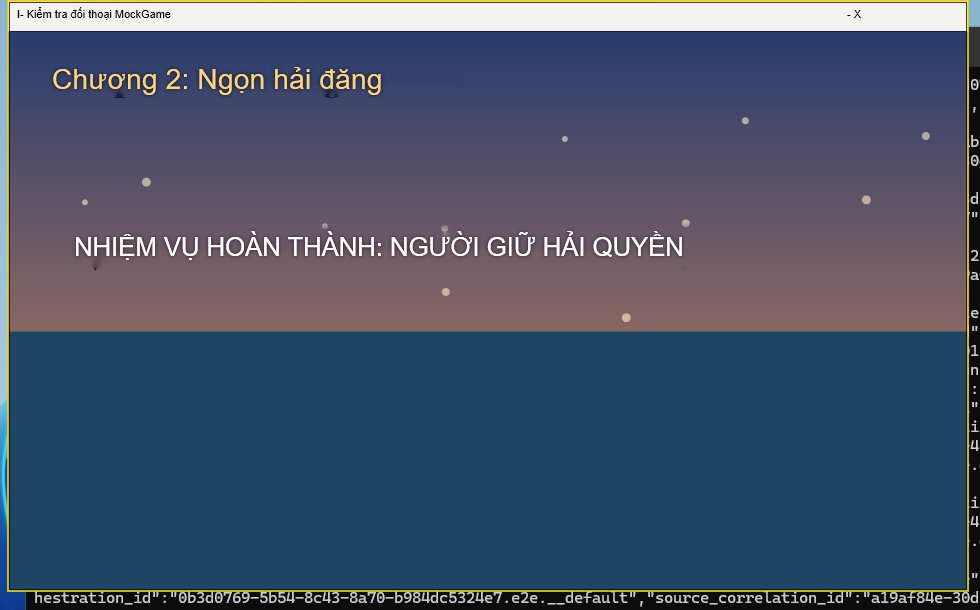 I- Kiểm tra đối thoại MockGame
- X
Chương 2: Ngọn hải đăng
NHIỆM VỤ HOÀN THÀNH: NGƯỜI GIỮ HẢI QUYỀN
hestration_id":"0b3d0769-5b54-8c43-8a70-b984dc5324e7.e2e.__default","source_correlation_id":"a19af84e-30d